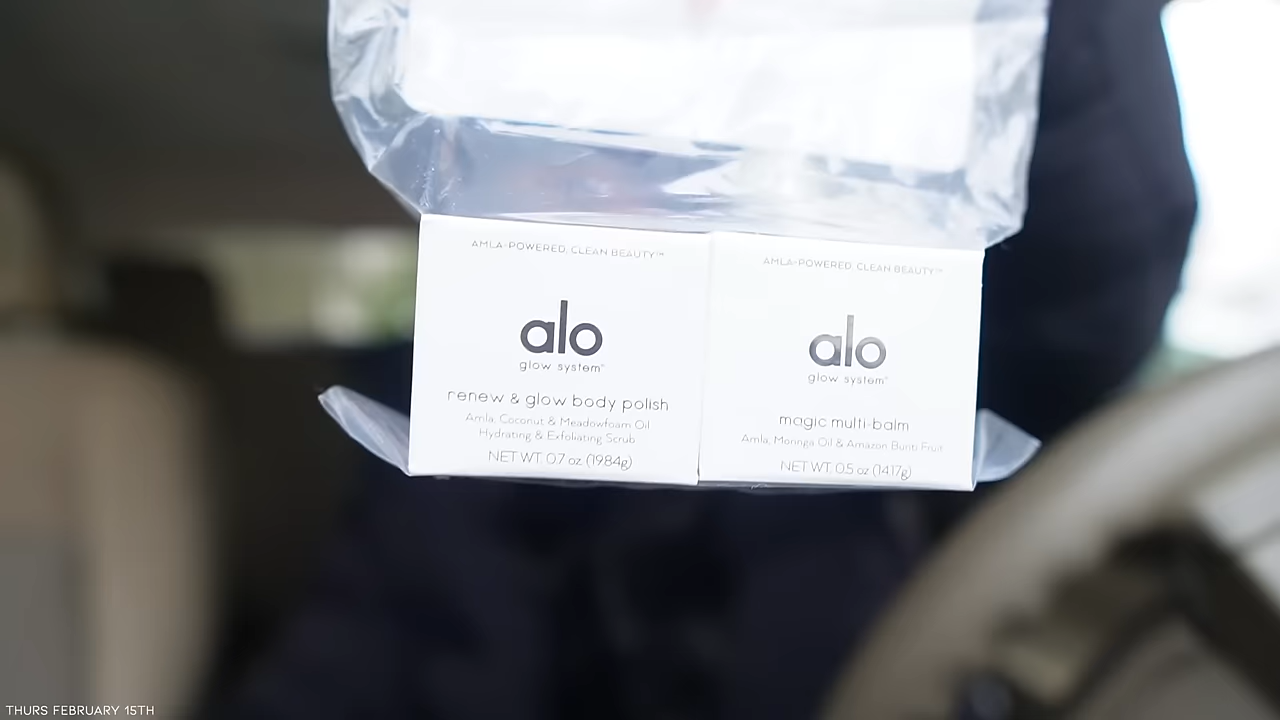 AMLA-POWERED, CLEAN BEAUTY™
alo
glow system™
renew & glow body polish
Amla, Coconut & Meadowfoam Oil
Hydrating & Exfoliating Scrub
NET WT. 0.7 oz (19.84g)
AMLA-POWERED, CLEAN BEAUTY™
alo
glow system™
magic multi-balm
Amla, Moringa Oil & Amazon Buriti Fruit
NET WT. 0.5 oz (14.17g)
THURS FEBRUARY 15TH